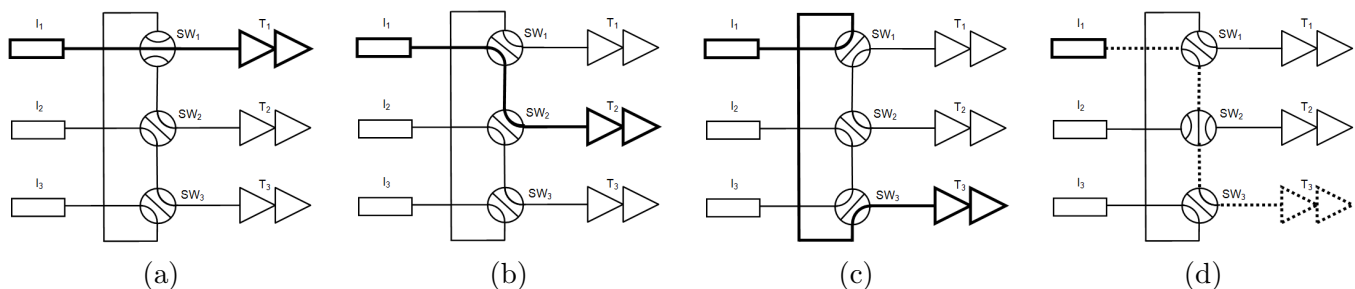 I1 T1 I1 T1 I1 T1 I1 T1
SW1 SW1 SW1 SW1
I2 T2 I2 T2 I2 T2 I2 T2
SW2 SW2 SW2 SW2
I3 T3 I3 T3 I3 T3 I3 T3
SW3 SW3 SW3 SW3
(a) (b) (c) (d)